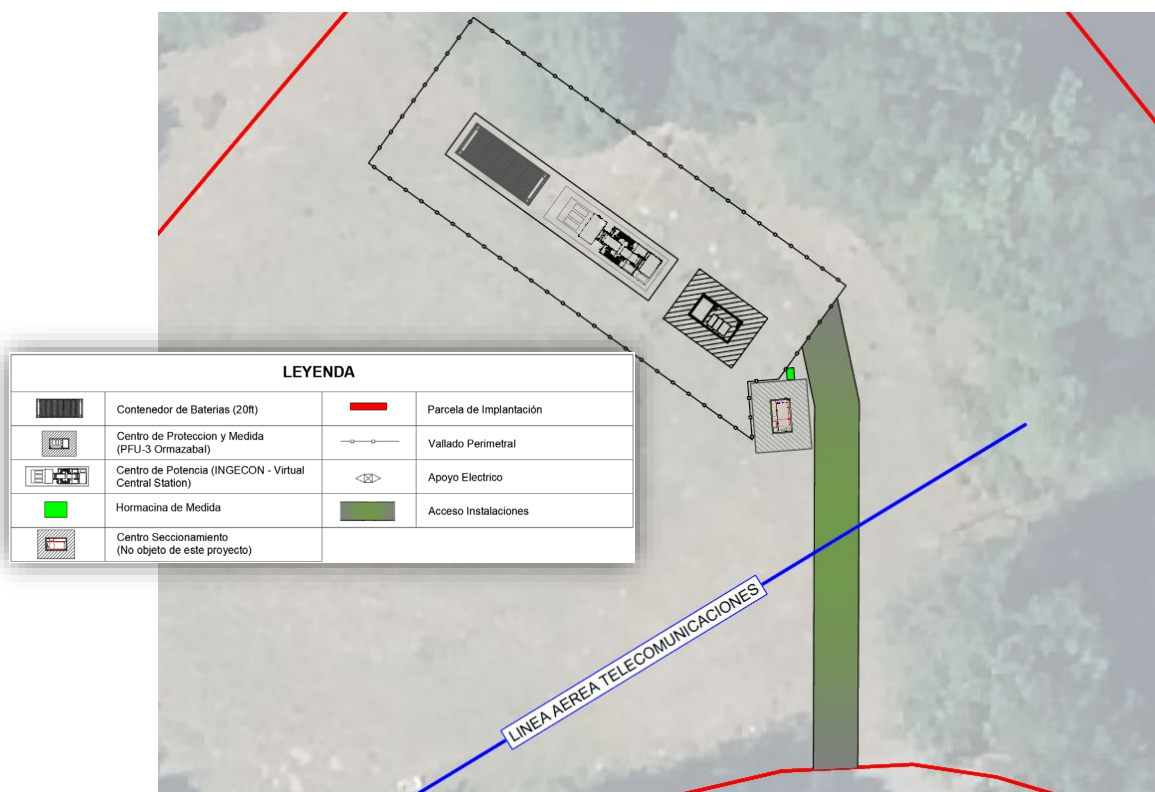 LEYENDA
Contenedor de Baterias (20ft)
Parcela de Implantación
Centro de Proteccion y Medida
(PFU-3 Ormazabal)
Vallado Perimetral
Centro de Potencia (INGECON - Virtual
Central Station)
Apoyo Electrico
Hormacina de Medida
Acceso Instalaciones
Centro Seccionamiento
(No objeto de este proyecto)
LINEA AEREA TELECOMUNICACIONES